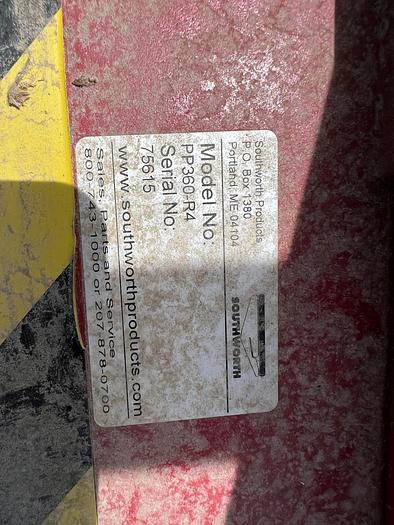 Southworth Products
P.O. Box 1380
Portland, ME 04104
SOUTHWORTH
Model No.
PP360-R4
Serial No.
75615
www.southworthproducts.com
Sales, Parts and Service
800-743-1000 or 207-878-0700